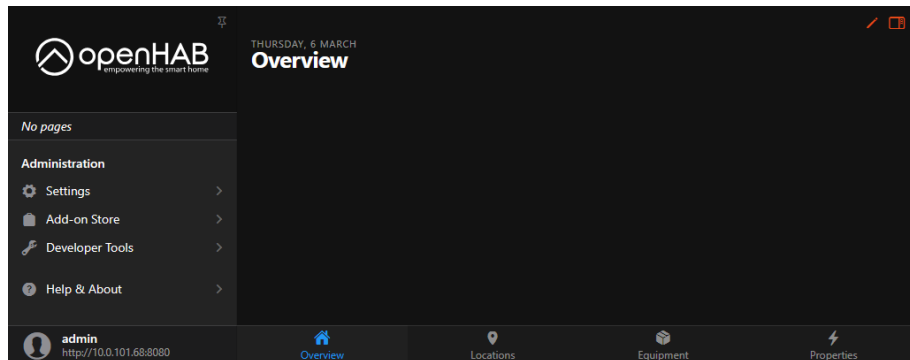 openHAB
empowering the smart home
No pages
Administration
Settings
Add-on Store
Developer Tools
Help & About
admin
http://10.0.101.68:8080
THURSDAY, 6 MARCH
Overview
Overview
Locations
Equipment
Properties